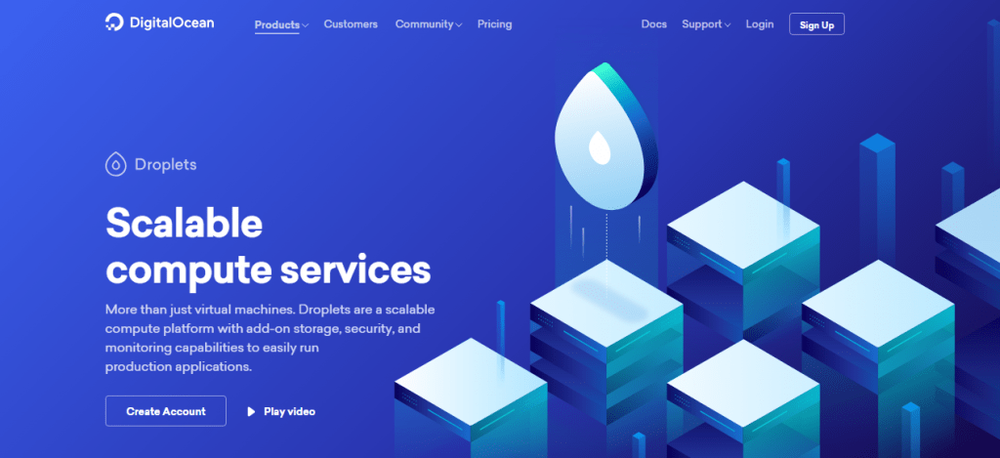 DigitalOcean Products Customers Community Pricing Docs Support Login Sign Up
Droplets
Scalable
compute services
More than just virtual machines. Droplets are a scalable
compute platform with add-on storage, security, and
monitoring capabilities to easily run
production applications.
Create Account Play video